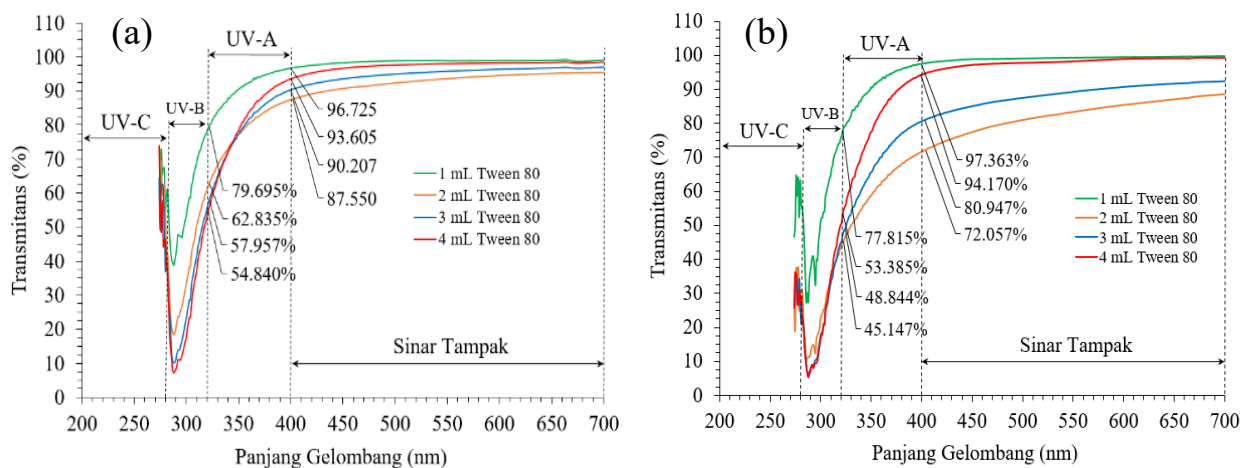 (a)
110
100
90
80
70
60
50
40
30
20
10
0
Transmitans (%)
UV-A
UV-B
UV-C
96.725
93.605
90.207
87.550
79.695%
62.835%
57.957%
54.840%
1 mL Tween 80
2 mL Tween 80
3 mL Tween 80
4 mL Tween 80
Sinar Tampak
200 250 300 350 400 450 500 550 600 650 700
Panjang Gelombang (nm)
(b)
110
100
90
80
70
60
50
40
30
20
10
0
Transmitans (%)
UV-A
UV-B
UV-C
97.363%
94.170%
80.947%
72.057%
77.815%
53.385%
48.844%
45.147%
1 mL Tween 80
2 mL Tween 80
3 mL Tween 80
4 mL Tween 80
Sinar Tampak
200 250 300 350 400 450 500 550 600 650 700
Panjang Gelombang (nm)